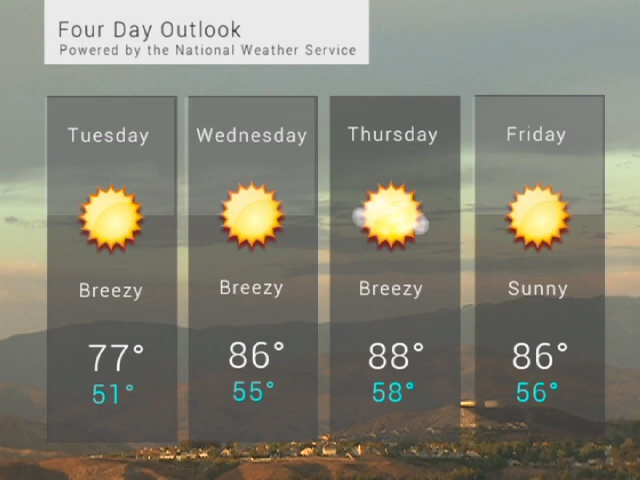 Four Day Outlook
Powered by the National Weather Service
Tuesday
Breezy
77°
51°
Wednesday
Breezy
86°
55°
Thursday
Breezy
88°
58°
Friday
Sunny
86°
56°